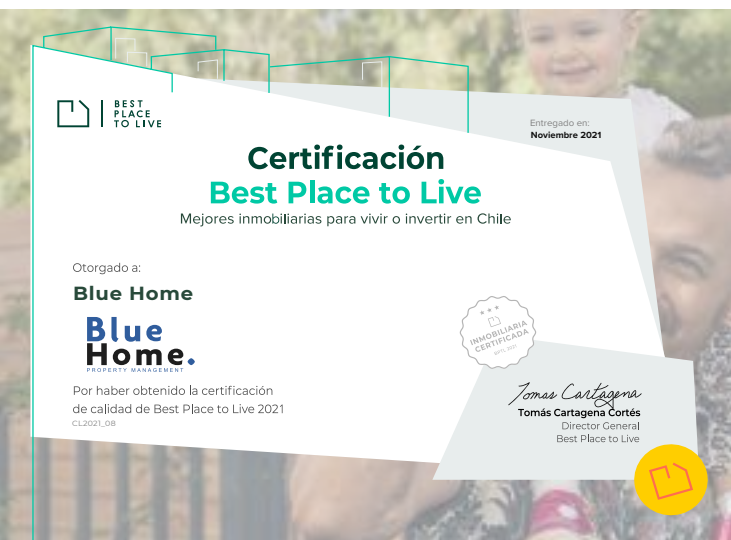 BEST
PLACE
TO LIVE
Entregado en:
Noviembre 2021
Certificación
Best Place to Live
Mejores inmobiliarias para vivir o invertir en Chile
Otorgado a:
Blue Home
Blue
Home.
PROPERTY MANAGEMENT
Por haber obtenido la certificación
de calidad de Best Place to Live 2021
CL2021_08
INMOBILIARIA
CERTIFICADA
BPTL 2021
Tomas Cartagena
Tomás Cartagena Cortés
Director General
Best Place to Live